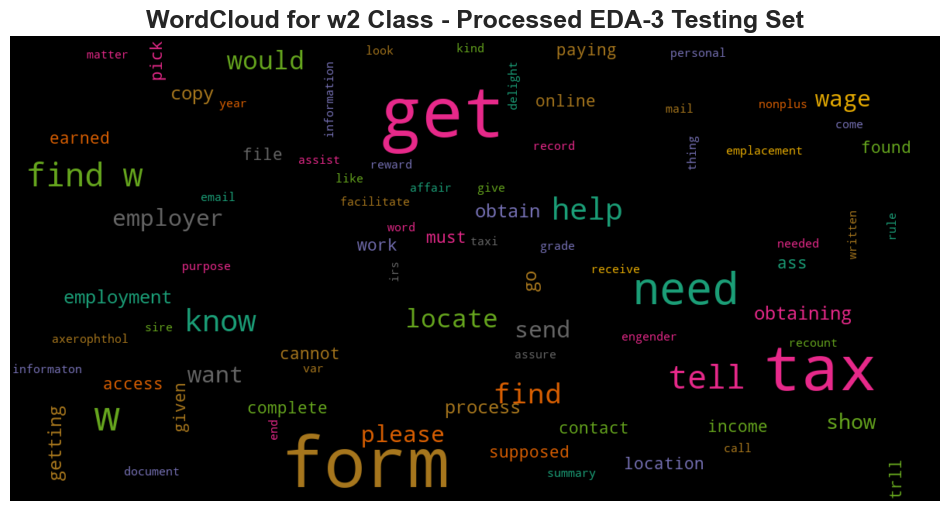 WordCloud for w2 Class - Processed EDA-3 Testing Set
matter
pick
look
kind
paying
personal
would
information
delight
copy
year
get
online
mail
nonplus
wage
come
earned
file
assist
reward
record
thing
emplacement
found
find w
like
affair
give
email
facilitate
employer
obtain
help
written
rule
word
work
must
taxi
grade
needed
purpose
irs
go
receive
ass
employment
need
sire
know
locate
send
obtaining
axerophthol
engender
recount
informaton
cannot
var
assure
access
want
tell
tax
given
find
getting
w
complete
process
end
please
contact
income
show
form
supposed
call
document
summary
location
trll